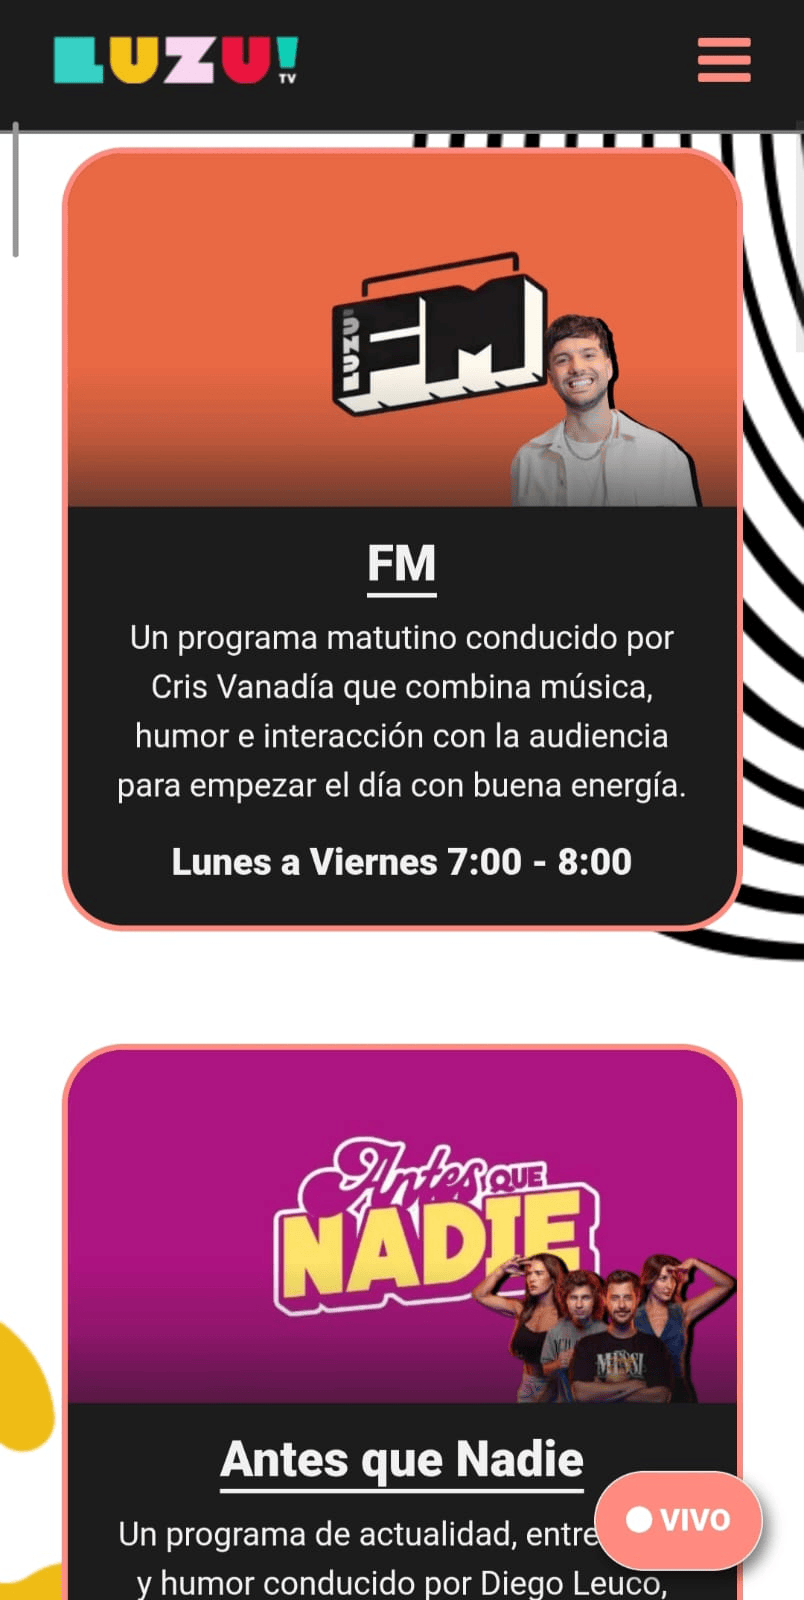 LUZU!
TV
LUZU!
FM
FM
Un programa matutino conducido por
Cris Vanadía que combina música,
humor e interacción con la audiencia
para empezar el día con buena energía.
Lunes a Viernes 7:00 - 8:00
Antes QUE
NADIE
MESSI
Antes que Nadie
Un programa de actualidad, entre
VIVO
y humor conducido por Diego Leuco,